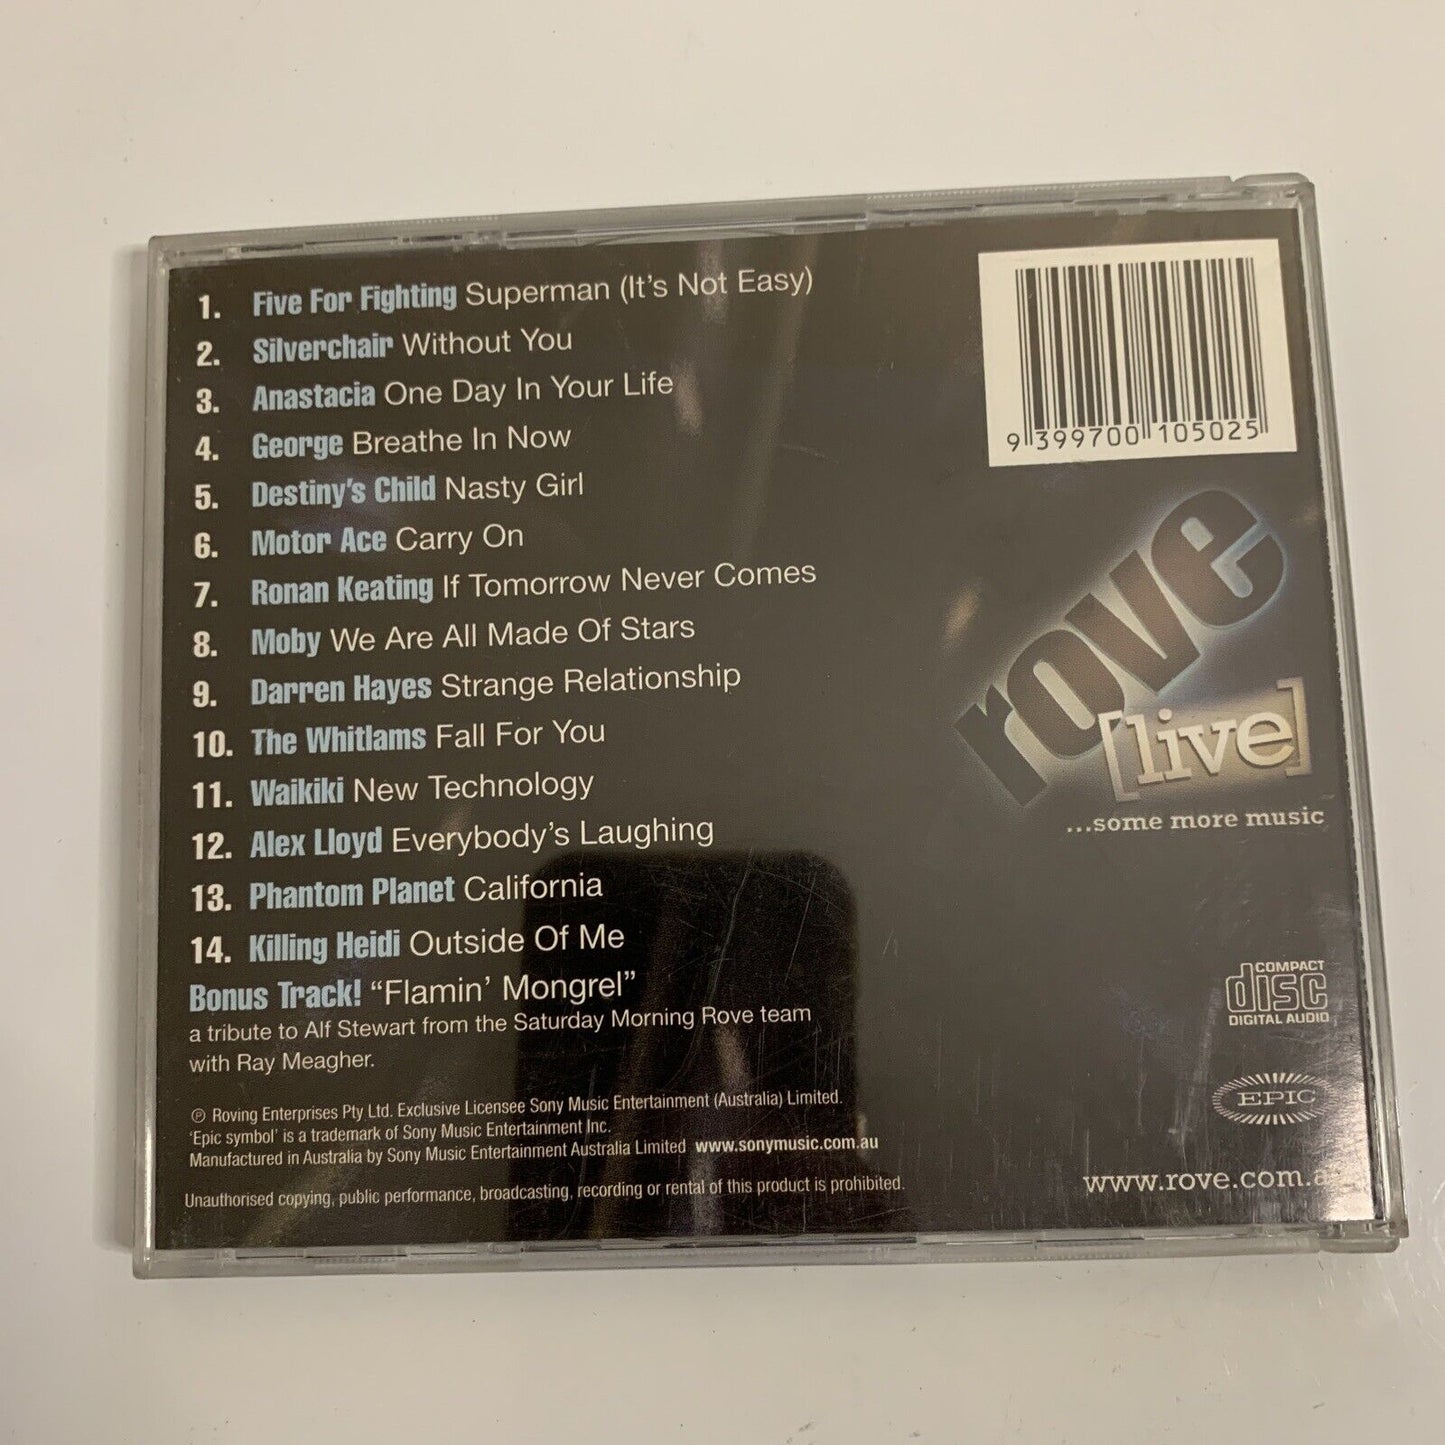 1. Five For Fighting Superman (It's Not Easy)
2. Silverchair Without You
3. Anastacia One Day In Your Life
4. George Breathe In Now
5. Destiny's Child Nasty Girl
6. Motor Ace Carry On
7. Ronan Keating If Tomorrow Never Comes
8. Moby We Are All Made Of Stars
9. Darren Hayes Strange Relationship
10. The Whitlams Fall For You
11. Waikiki New Technology
12. Alex Lloyd Everybody's Laughing
13. Phantom Planet California
14. Killing Heidi Outside Of Me
Bonus Track! “Flamin' Mongrel”
a tribute to Alf Stewart from the Saturday Morning Rove team
with Ray Meagher.
℗ Roving Enterprises Pty Ltd. Exclusive Licensee Sony Music Entertainment (Australia) Limited.
'Epic symbol' is a trademark of Sony Music Entertainment Inc.
Manufactured in Australia by Sony Music Entertainment Australia Limited www.sonymusic.com.au
Unauthorised copying, public performance, broadcasting, recording or rental of this product is prohibited.
9 399700 105025
rove
[live]
...some more music
COMPACT
disc
DIGITAL AUDIO
EPIC
www.rove.com.a